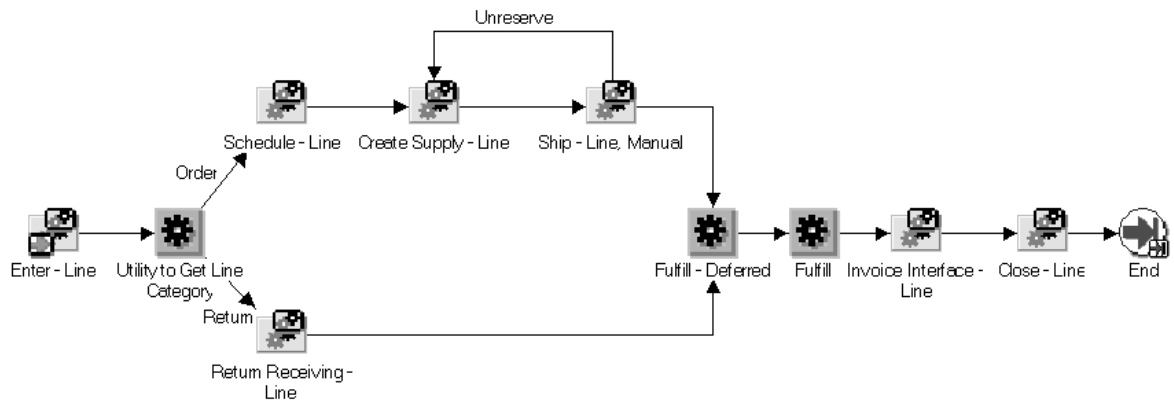 Unreserve
Schedule - Line
Create Supply - Line
Ship - Line, Manual
Order
Enter - Line
Utility to Get Line
Category
Fulfill - Deferred
Fulfill
Invoice Interface -
Line
Close - Line
End
Return
Return Receiving -
Line